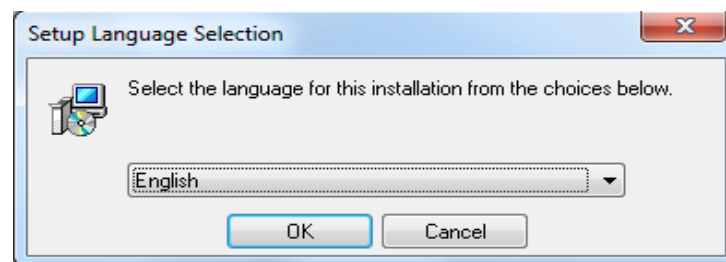 Setup Language Selection
Select the language for this installation from the choices below.
English
OK Cancel